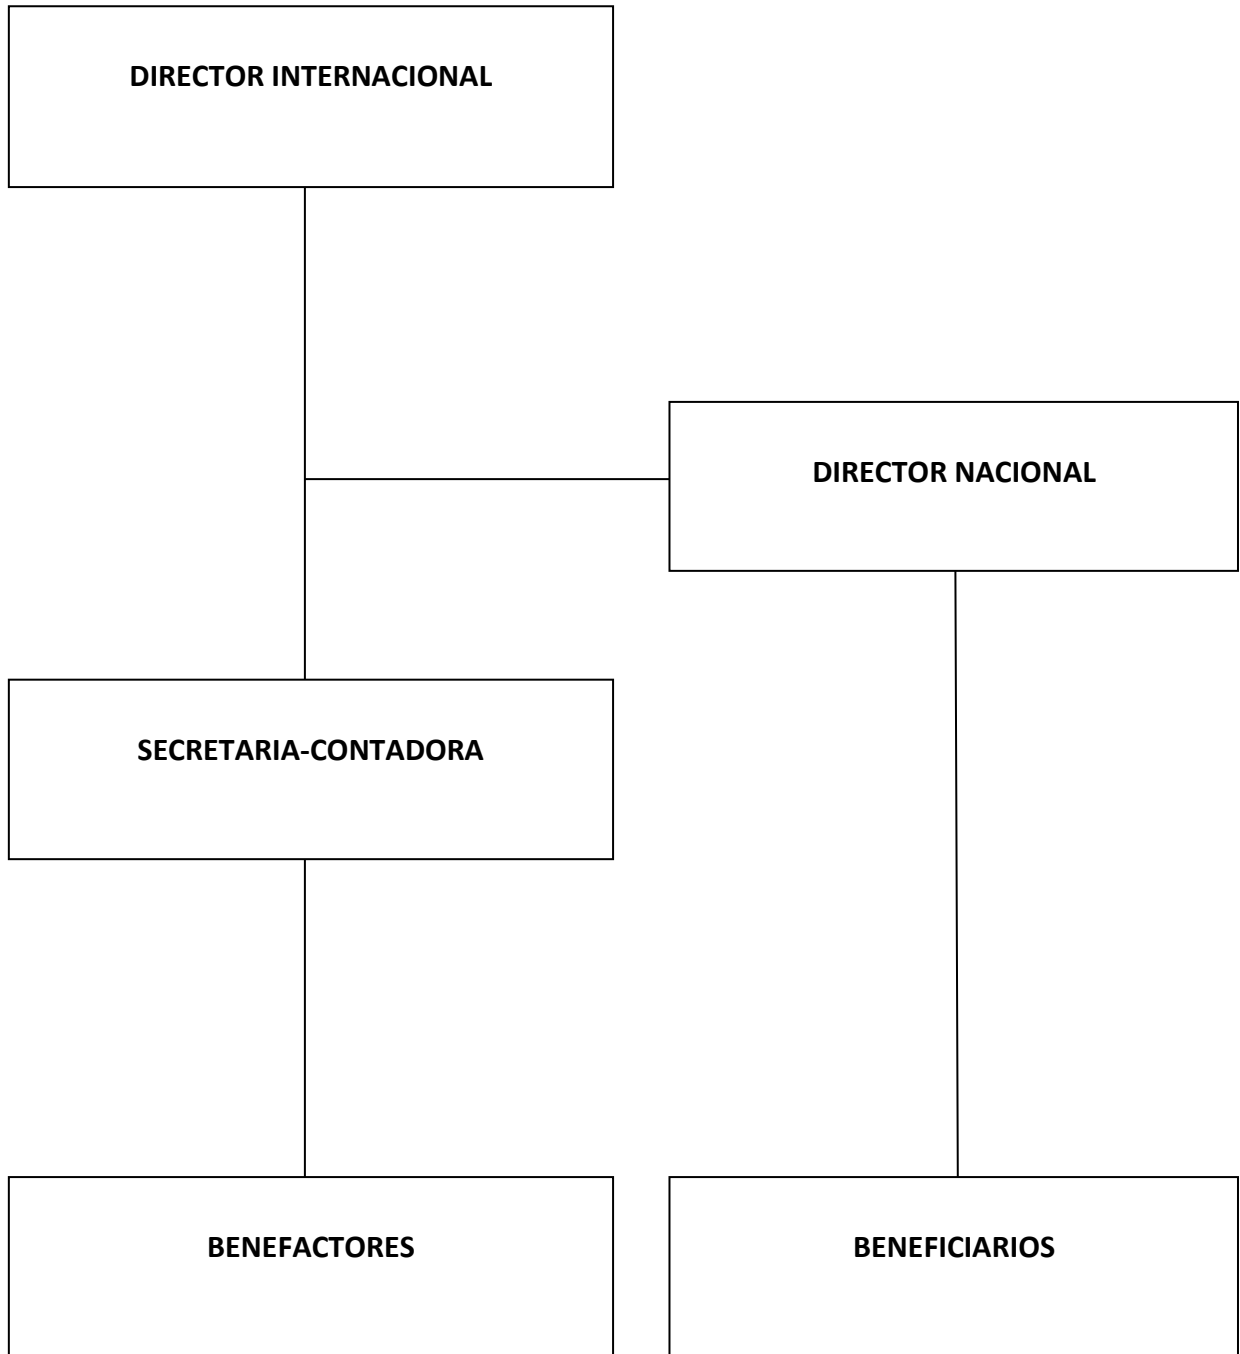 DIRECTOR INTERNACIONAL
DIRECTOR NACIONAL
SECRETARIA-CONTADORA
BENEFACTORES
BENEFICIARIOS